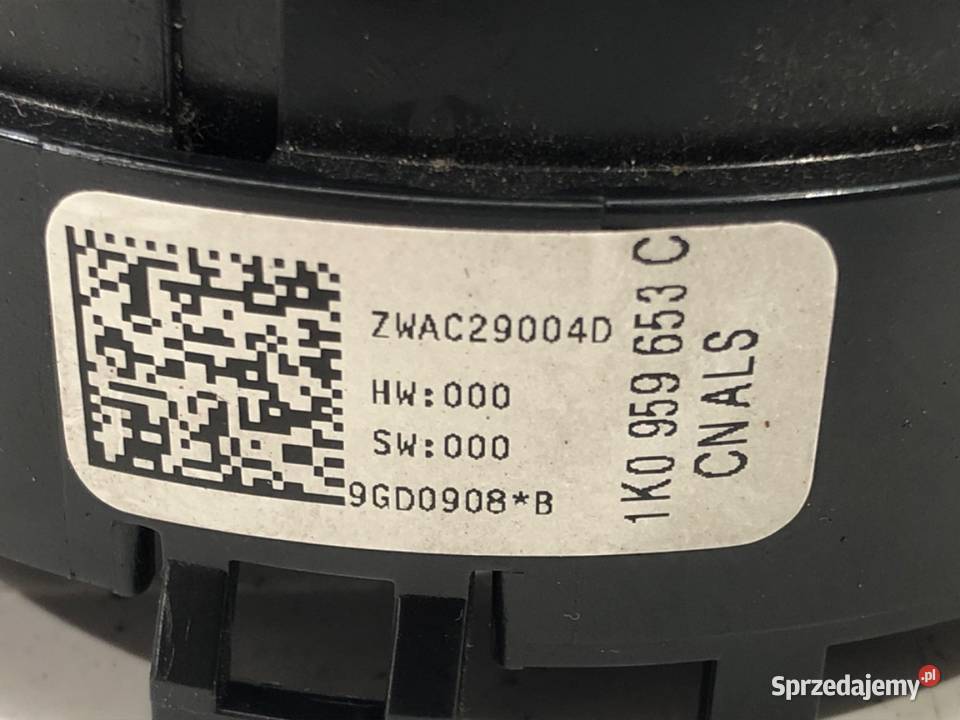 ZWAC29004D
HW:000
SW:000
9GD0908*B
1K0 959 653 C
CN ALS
Sprzedajemy.pl